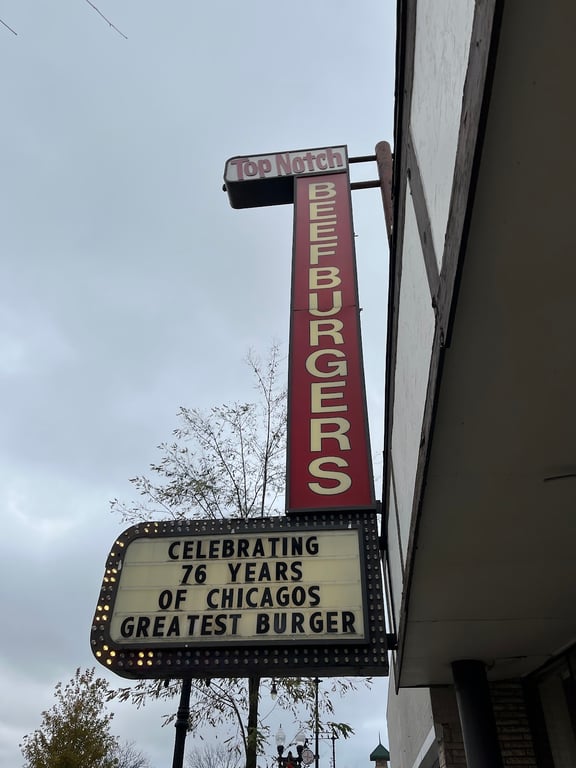 Top Notch
BEEFBURGERS
CELEBRATING
76 YEARS
OF CHICAGOS
GREATEST BURGER